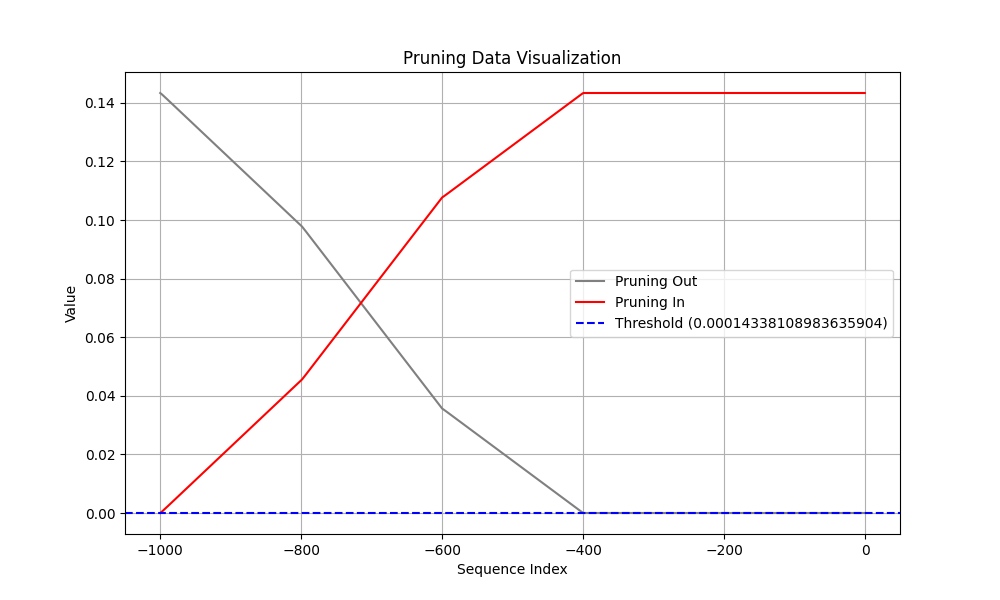 Pruning Data Visualization
Value
0.14
0.12
0.10
0.08
0.06
0.04
0.02
0.00
Pruning Out
Pruning In
Threshold (0.00014338108983635904)
−1000 −800 −600 −400 −200 0
Sequence Index